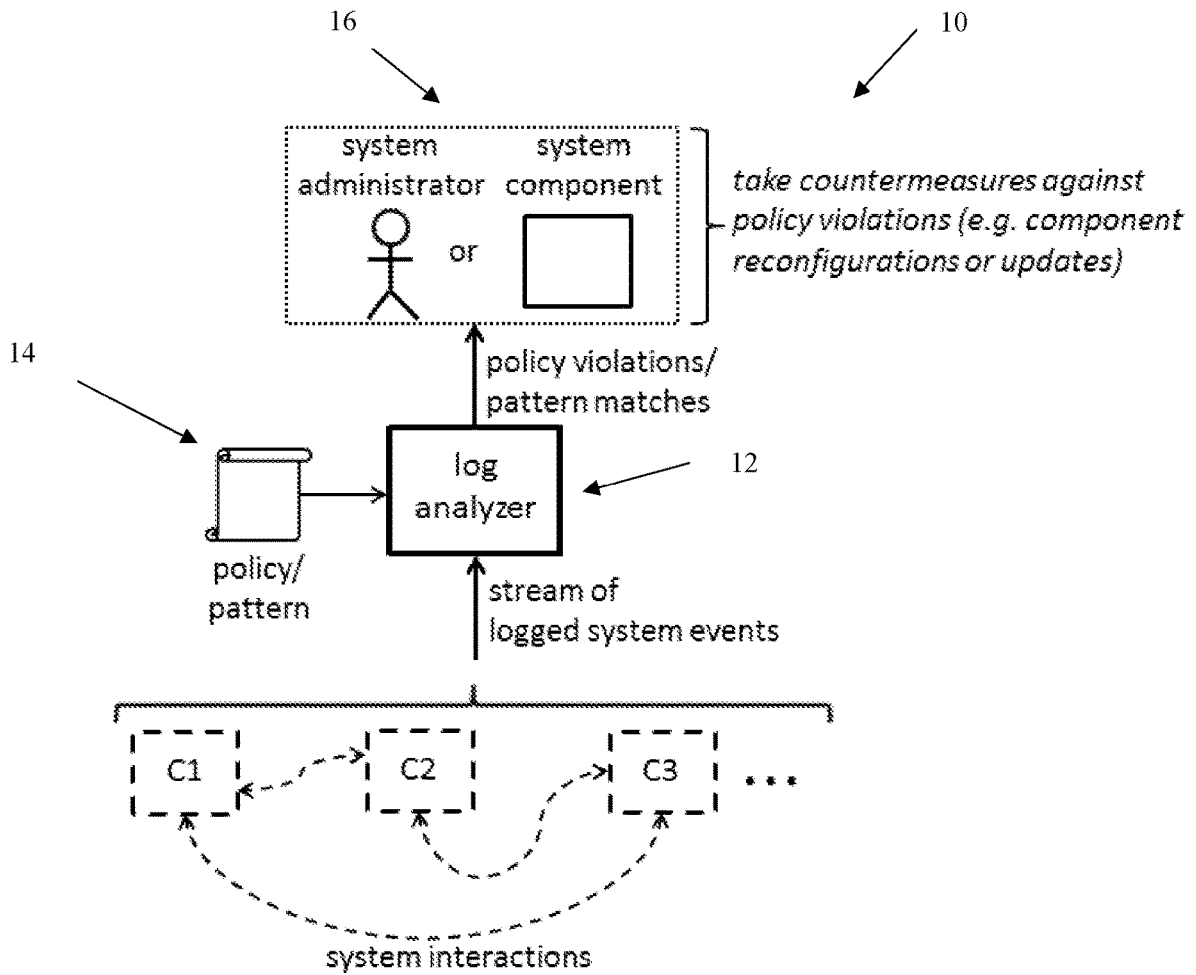 16
10
system
administrator
or
system
component
take countermeasures against
policy violations (e.g. component
reconfigurations or updates)
14
policy violations/
pattern matches
12
log
analyzer
policy/
pattern
stream of
logged system events
C1
C2
C3
...
system interactions